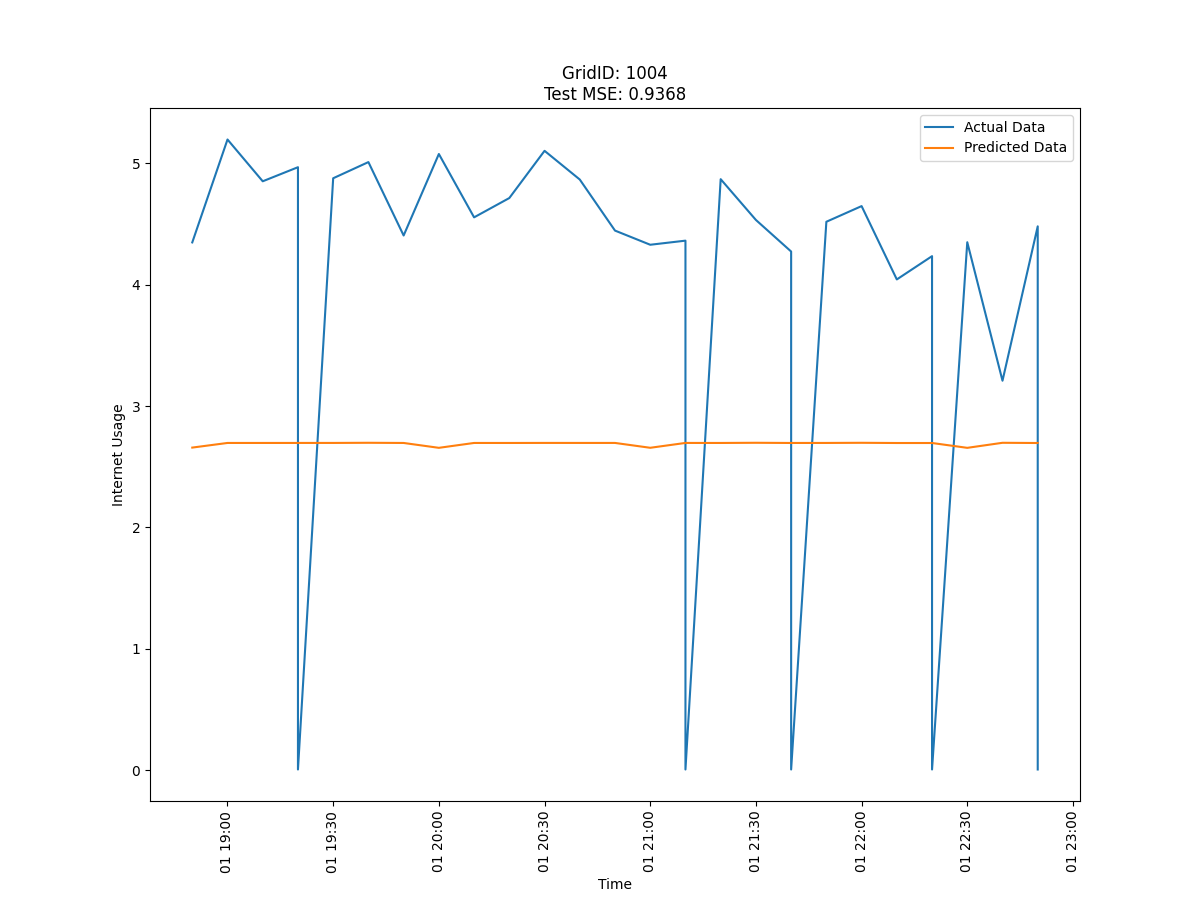 GridID: 1004
Test MSE: 0.9368
Actual Data
Predicted Data
5
4
3
2
1
0
Internet Usage
01 19:00
01 19:30
01 20:00
01 20:30
01 21:00
01 21:30
01 22:00
01 22:30
01 23:00
Time